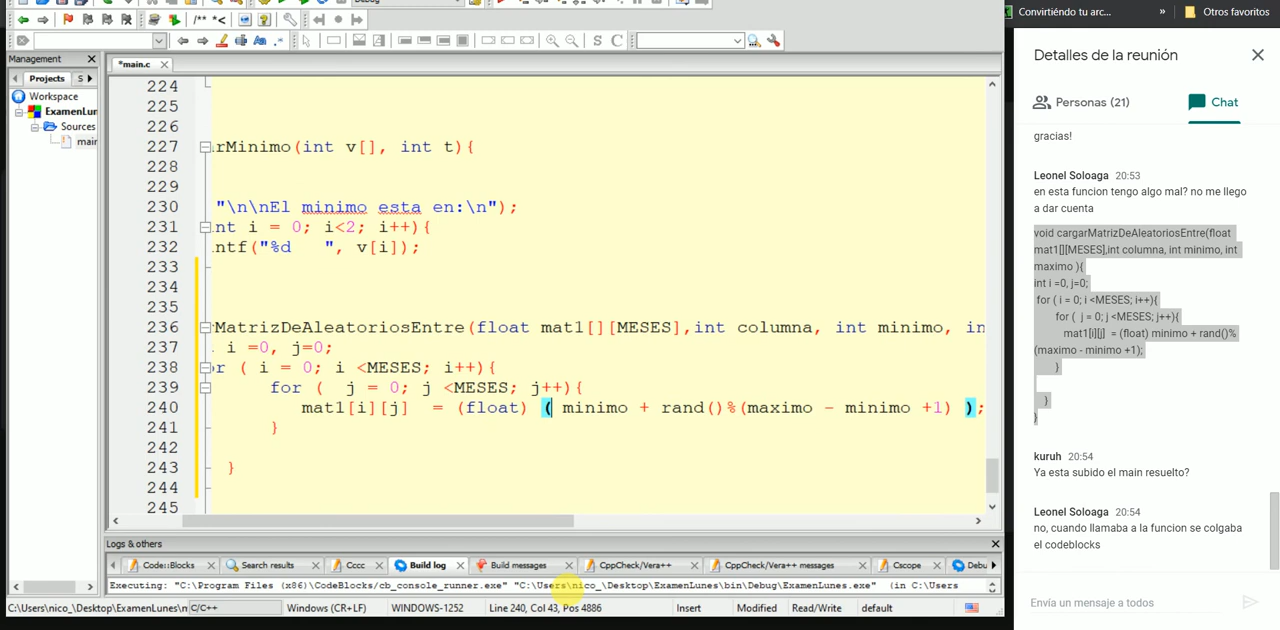 Debug
/** *<
S C
Management
Projects S
Workspace
ExamenLun
Sources
main
*main.c
224
225
226
227 rMinimo(int v[], int t){
228
229
230 "\n\nEl minimo esta en:\n");
231 nt i = 0; i<2; i++){
232 ntf("%d ", v[i]);
233
234
235
236 MatrizDeAleatoriosEntre(float mat1[][MESES],int columna, int minimo, in
237 i =0, j=0;
238 r ( i = 0; i <MESES; i++){
239 for ( j = 0; j <MESES; j++){
240 mat1[i][j] = (float) ( minimo + rand()%(maximo - minimo +1) );
241 }
242
243 }
244
245
Logs & others
Code::Blocks Search results Cccc Build log Build messages CppCheck/Vera++ CppCheck/Vera++ messages Cscope Debu
Executing: "C:\Program Files (x86)\CodeBlocks/cb_console_runner.exe" "C:\Users\nico_\Desktop\ExamenLunes\bin\Debug\ExamenLunes.exe" (in C:\Users
C:\Users\nico_\Desktop\ExamenLunes\m C/C++ Windows (CR+LF) WINDOWS-1252 Line 240, Col 43, Pos 4886 Insert Modified Read/Write default
Convirtiéndo tu arc... » Otros favoritos
Detalles de la reunión
Personas (21) Chat
gracias!
Leonel Soloaga 20:53
en esta funcion tengo algo mal? no me llego
a dar cuenta
void cargarMatrizDeAleatoriosEntre(float
mat1[][MESES],int columna, int minimo, int
maximo ){
int i =0, j=0;
for ( i = 0; i <MESES; i++){
for ( j = 0; j <MESES; j++){
mat1[i][j] = (float) minimo + rand()%
(maximo - minimo +1);
}
}
}
kuruh 20:54
Ya esta subido el main resuelto?
Leonel Soloaga 20:54
no, cuando llamaba a la funcion se colgaba
el codeblocks
Envía un mensaje a todos